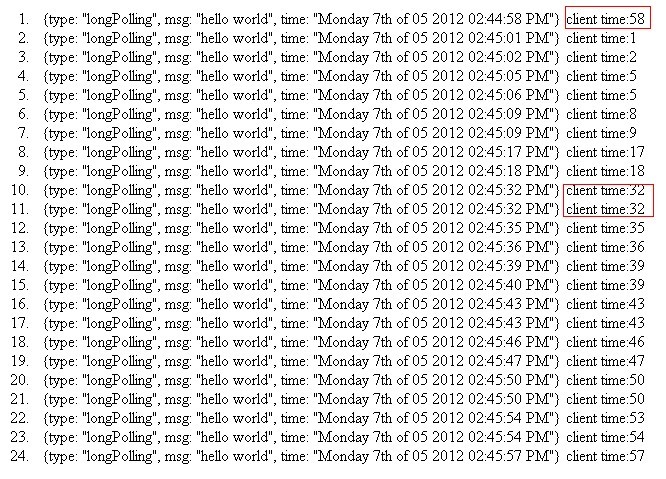 1. {type: "longPolling", msg: "hello world", time: "Monday 7th of 05 2012 02:44:58 PM"} client time:58
2. {type: "longPolling", msg: "hello world", time: "Monday 7th of 05 2012 02:45:01 PM"} client time:1
3. {type: "longPolling", msg: "hello world", time: "Monday 7th of 05 2012 02:45:02 PM"} client time:2
4. {type: "longPolling", msg: "hello world", time: "Monday 7th of 05 2012 02:45:05 PM"} client time:5
5. {type: "longPolling", msg: "hello world", time: "Monday 7th of 05 2012 02:45:06 PM"} client time:5
6. {type: "longPolling", msg: "hello world", time: "Monday 7th of 05 2012 02:45:09 PM"} client time:8
7. {type: "longPolling", msg: "hello world", time: "Monday 7th of 05 2012 02:45:09 PM"} client time:9
8. {type: "longPolling", msg: "hello world", time: "Monday 7th of 05 2012 02:45:17 PM"} client time:17
9. {type: "longPolling", msg: "hello world", time: "Monday 7th of 05 2012 02:45:18 PM"} client time:18
10. {type: "longPolling", msg: "hello world", time: "Monday 7th of 05 2012 02:45:32 PM"} client time:32
11. {type: "longPolling", msg: "hello world", time: "Monday 7th of 05 2012 02:45:32 PM"} client time:32
12. {type: "longPolling", msg: "hello world", time: "Monday 7th of 05 2012 02:45:35 PM"} client time:35
13. {type: "longPolling", msg: "hello world", time: "Monday 7th of 05 2012 02:45:36 PM"} client time:36
14. {type: "longPolling", msg: "hello world", time: "Monday 7th of 05 2012 02:45:39 PM"} client time:39
15. {type: "longPolling", msg: "hello world", time: "Monday 7th of 05 2012 02:45:40 PM"} client time:39
16. {type: "longPolling", msg: "hello world", time: "Monday 7th of 05 2012 02:45:43 PM"} client time:43
17. {type: "longPolling", msg: "hello world", time: "Monday 7th of 05 2012 02:45:43 PM"} client time:43
18. {type: "longPolling", msg: "hello world", time: "Monday 7th of 05 2012 02:45:46 PM"} client time:46
19. {type: "longPolling", msg: "hello world", time: "Monday 7th of 05 2012 02:45:47 PM"} client time:47
20. {type: "longPolling", msg: "hello world", time: "Monday 7th of 05 2012 02:45:50 PM"} client time:50
21. {type: "longPolling", msg: "hello world", time: "Monday 7th of 05 2012 02:45:50 PM"} client time:50
22. {type: "longPolling", msg: "hello world", time: "Monday 7th of 05 2012 02:45:54 PM"} client time:53
23. {type: "longPolling", msg: "hello world", time: "Monday 7th of 05 2012 02:45:54 PM"} client time:54
24. {type: "longPolling", msg: "hello world", time: "Monday 7th of 05 2012 02:45:57 PM"} client time:57